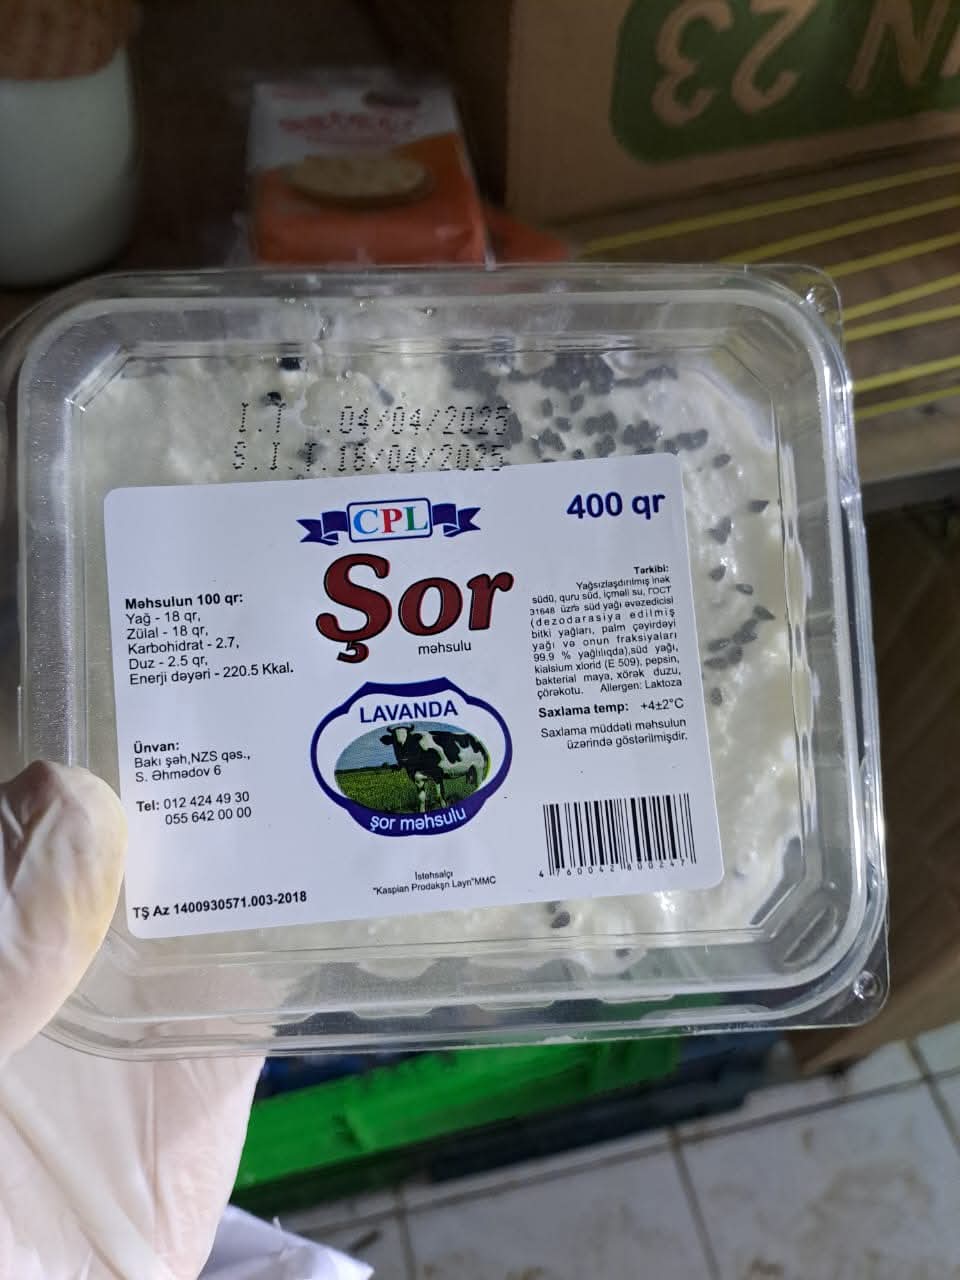 N 23
İ.T .04/04/2025
S.İ.T.18/04/2025
CPL
400 qr
Şor
məhsulu
Məhsulun 100 qr:
Yağ - 18 qr,
Zülal - 18 qr,
Karbohidrat - 2.7,
Duz - 2.5 qr,
Enerji dəyəri - 220.5 Kkal.
Ünvan:
Bakı şəh,NZS qəs.,
S. Əhmədov 6
Tel: 012 424 49 30
055 642 00 00
TŞ Az 1400930571.003-2018
LAVANDA
şor məhsulu
İstehsalçı
"Kaspian Prodakşn Layn"MMC
Tərkibi:
Yağsızlaşdırılmış inək
südü, quru süd, içməli su, ГОСТ
31648 üzrə süd yağı əvəzedicisi
(dezodarasiya edilmiş
bitki yağları, palm çəyirdəyi
yağı və onun fraksiyaları
99.9 % yağlılıqda),süd yağı,
kialsium xlorid (E 509), pepsin,
bakterial maya, xörək duzu,
çörəkotu. Allergen: Laktoza
Saxlama temp: +4±2°C
Saxlama müddəti məhsulun
üzərində göstərilmişdir.
4 760042 800247